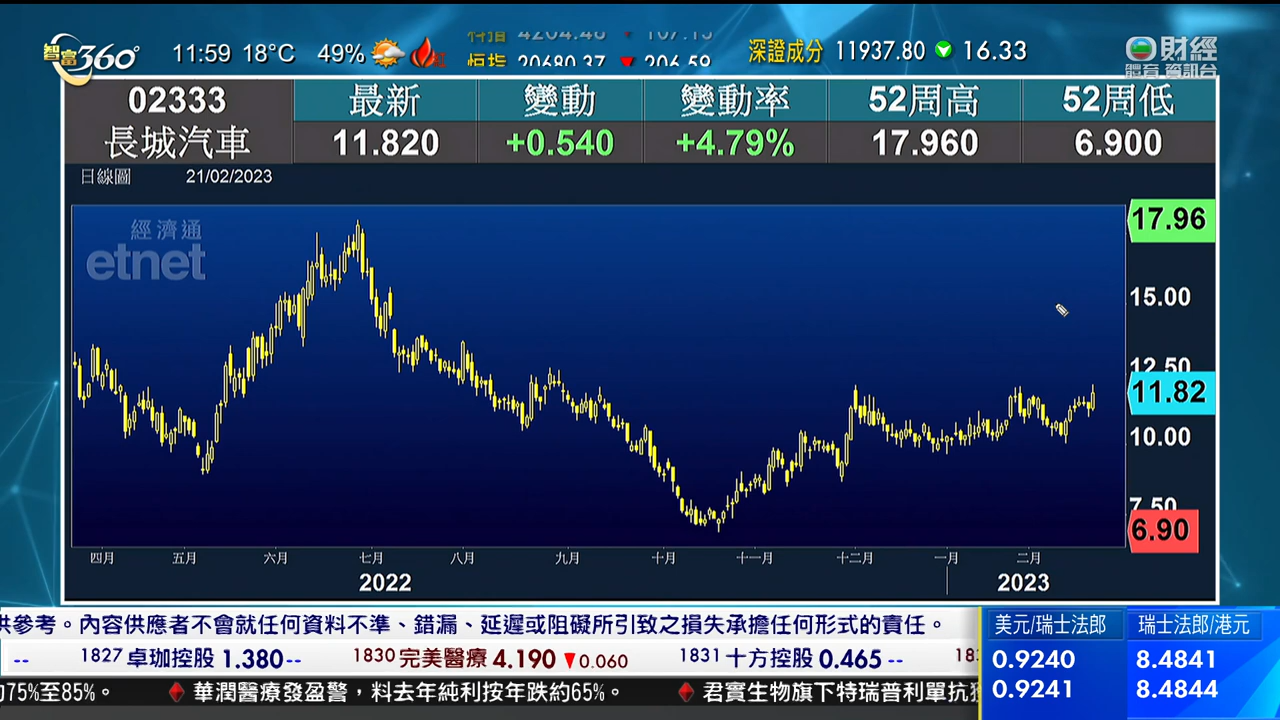 智富360°
11:59 18°C 49%
恒指 20680.37 ▼ 206.59
深證成分 11937.80 16.33
財經
體育 資訊台
02333
長城汽車
最新 變動 變動率 52周高 52周低
11.820 +0.540 +4.79% 17.960 6.900
日線圖 21/02/2023
經濟通
etnet
17.96
15.00
12.50
11.82
10.00
7.50
6.90
四月 五月 六月 七月 八月 九月 十月 十一月 十二月 一月 二月
2022 2023
供參考。內容供應者不會就任何資料不準、錯漏、延遲或阻礙所引致之損失承擔任何形式的責任。
-- 1827 卓珈控股 1.380 -- 1830 完美醫療 4.190 ▼0.060 1831 十方控股 0.465 --
約75%至85%。 ♦ 華潤醫療發盈警，料去年純利按年跌約65%。 ♦ 君實生物旗下特瑞普利單抗
美元/瑞士法郎 瑞士法郎/港元
0.9240 8.4841
0.9241 8.4844